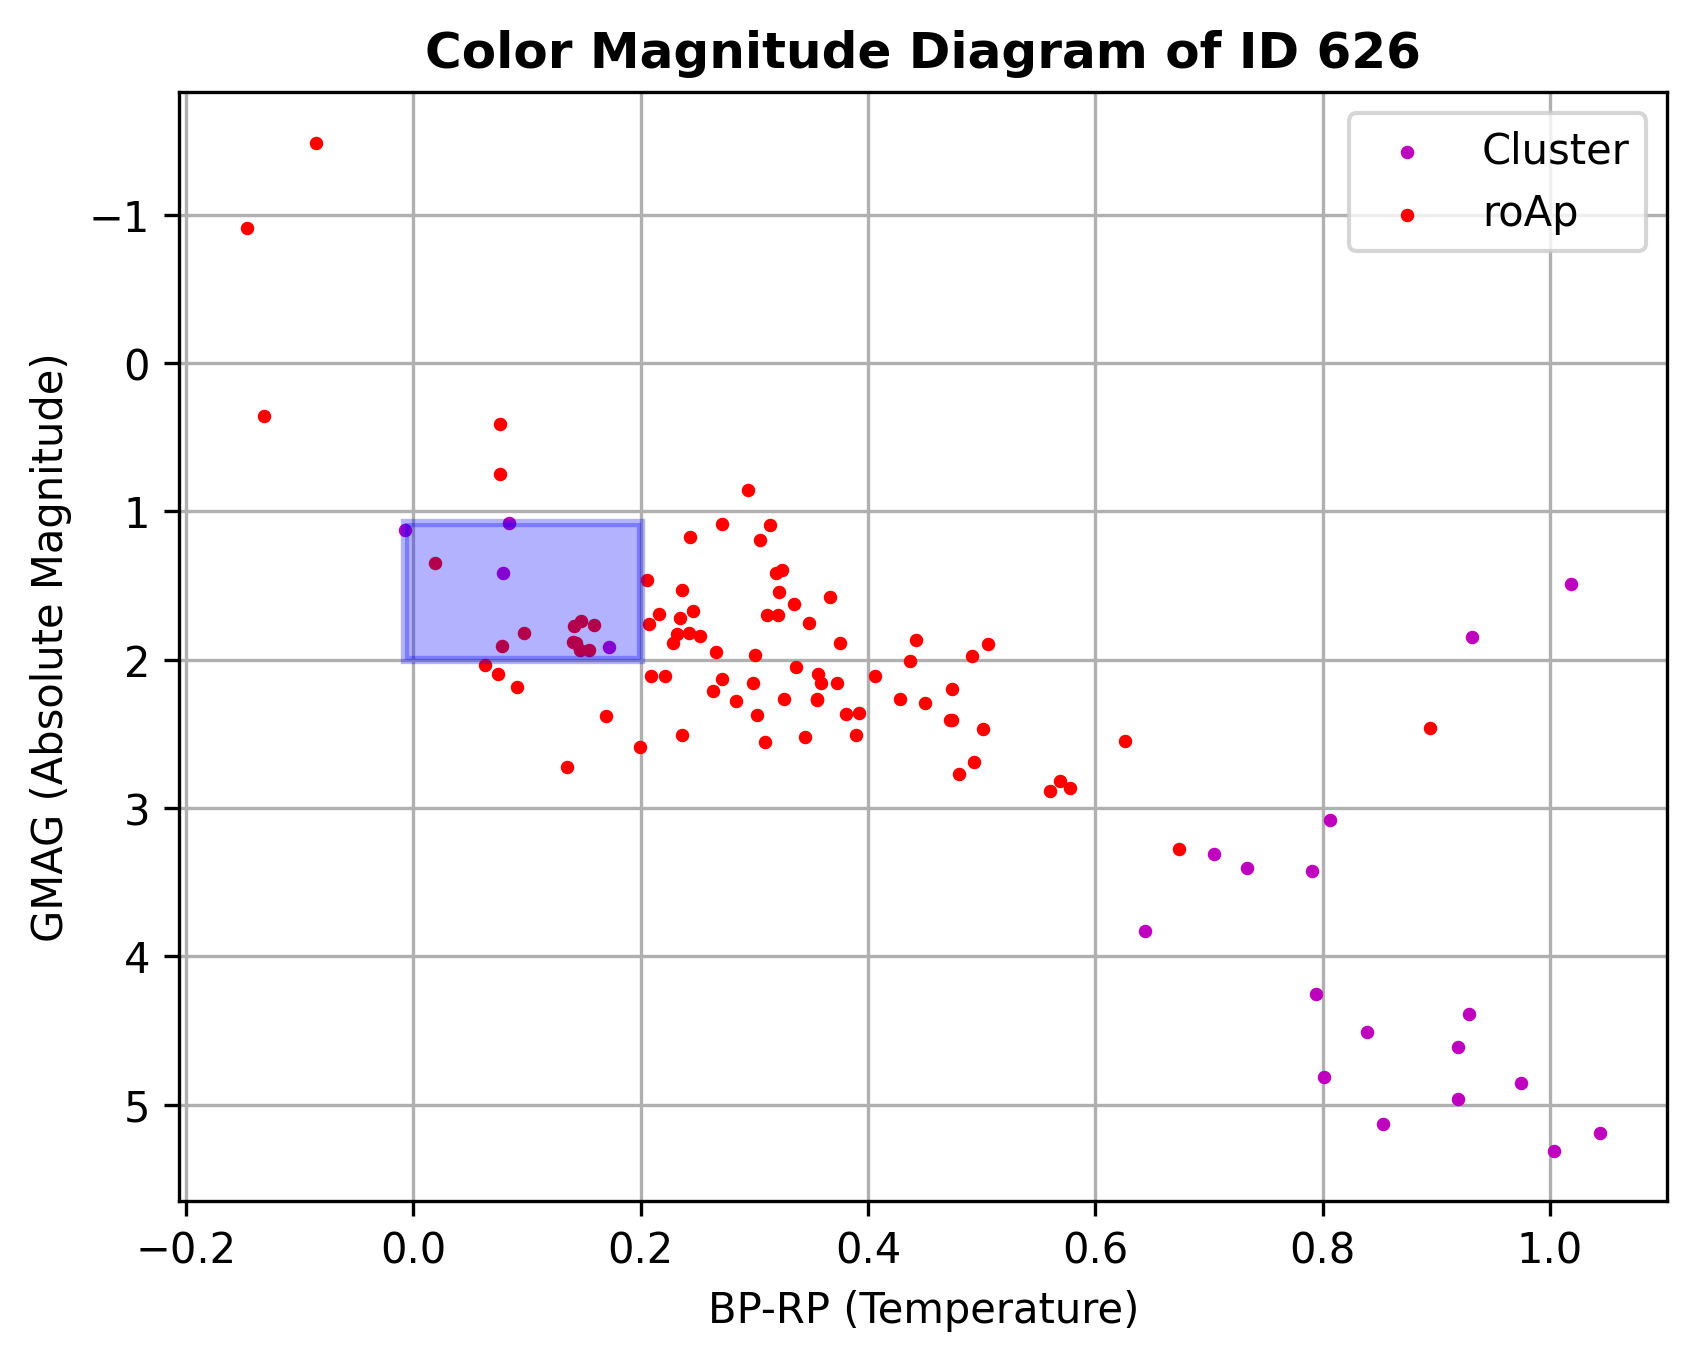 Color Magnitude Diagram of ID 626
Cluster
roAp
GMAG (Absolute Magnitude)
−1
0
1
2
3
4
5
−0.2 0.0 0.2 0.4 0.6 0.8 1.0
BP-RP (Temperature)